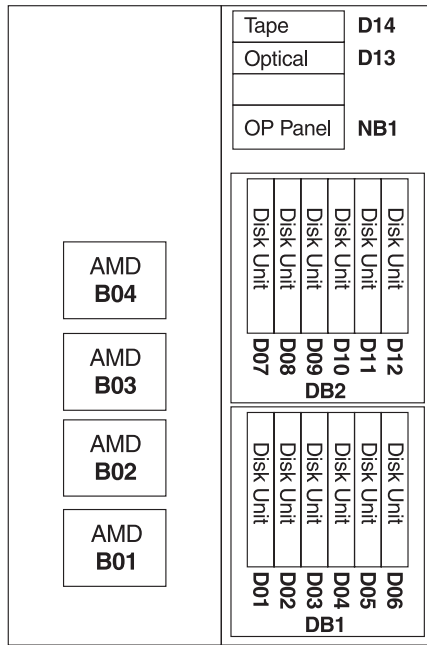 Tape D14
Optical D13
OP Panel NB1
AMD
B04
AMD
B03
AMD
B02
AMD
B01
Disk Unit Disk Unit Disk Unit Disk Unit Disk Unit Disk Unit
D07 D08 D09 D10 D11 D12
DB2
Disk Unit Disk Unit Disk Unit Disk Unit Disk Unit Disk Unit
D01 D02 D03 D04 D05 D06
DB1